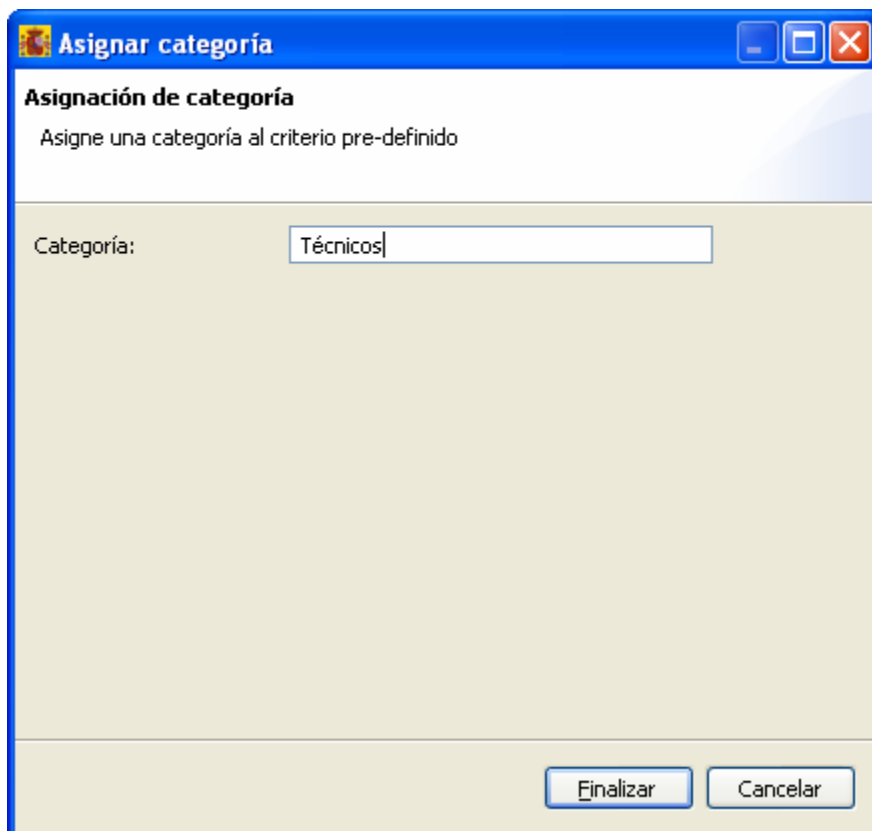 Asignar categoría
Asignación de categoría
Asigne una categoría al criterio pre-definido
Categoría: Técnicos
Finalizar Cancelar